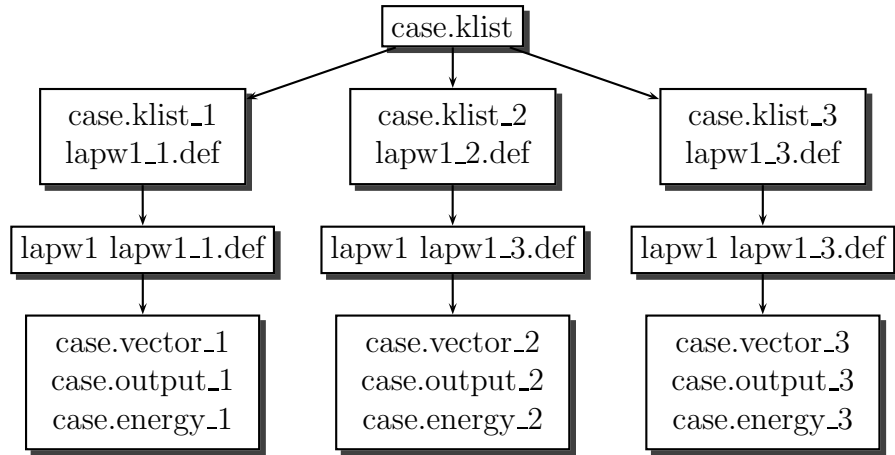 case.klist
case.klist_1
lapw1_1.def
case.klist_2
lapw1_2.def
case.klist_3
lapw1_3.def
lapw1 lapw1_1.def
lapw1 lapw1_3.def
lapw1 lapw1_3.def
case.vector_1
case.output_1
case.energy_1
case.vector_2
case.output_2
case.energy_2
case.vector_3
case.output_3
case.energy_3